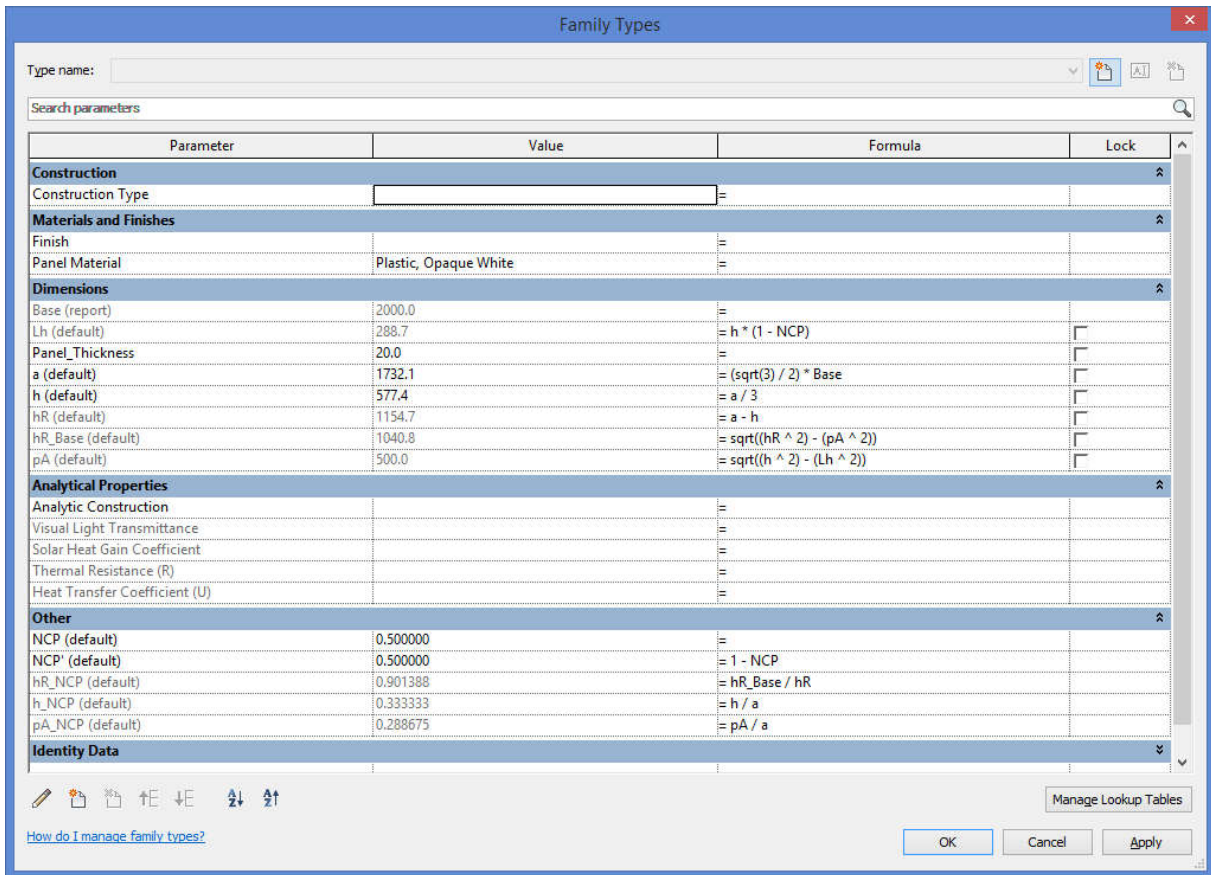 Family Types
Type name:
Search parameters
Parameter Value Formula Lock
Construction
Construction Type =
Materials and Finishes
Finish =
Panel Material Plastic, Opaque White =
Dimensions
Base (report) 2000.0 =
Lh (default) 288.7 = h * (1 - NCP)
Panel_Thickness 20.0 =
a (default) 1732.1 = (sqrt(3) / 2) * Base
h (default) 577.4 = a / 3
hR (default) 1154.7 = a - h
hR_Base (default) 1040.8 = sqrt((hR ^ 2) - (pA ^ 2))
pA (default) 500.0 = sqrt((h ^ 2) - (Lh ^ 2))
Analytical Properties
Analytic Construction =
Visual Light Transmittance =
Solar Heat Gain Coefficient =
Thermal Resistance (R) =
Heat Transfer Coefficient (U) =
Other
NCP (default) 0.500000 =
NCP' (default) 0.500000 = 1 - NCP
hR_NCP (default) 0.901388 = hR_Base / hR
h_NCP (default) 0.333333 = h / a
pA_NCP (default) 0.288675 = pA / a
Identity Data
Manage Lookup Tables
How do I manage family types?
OK Cancel Apply